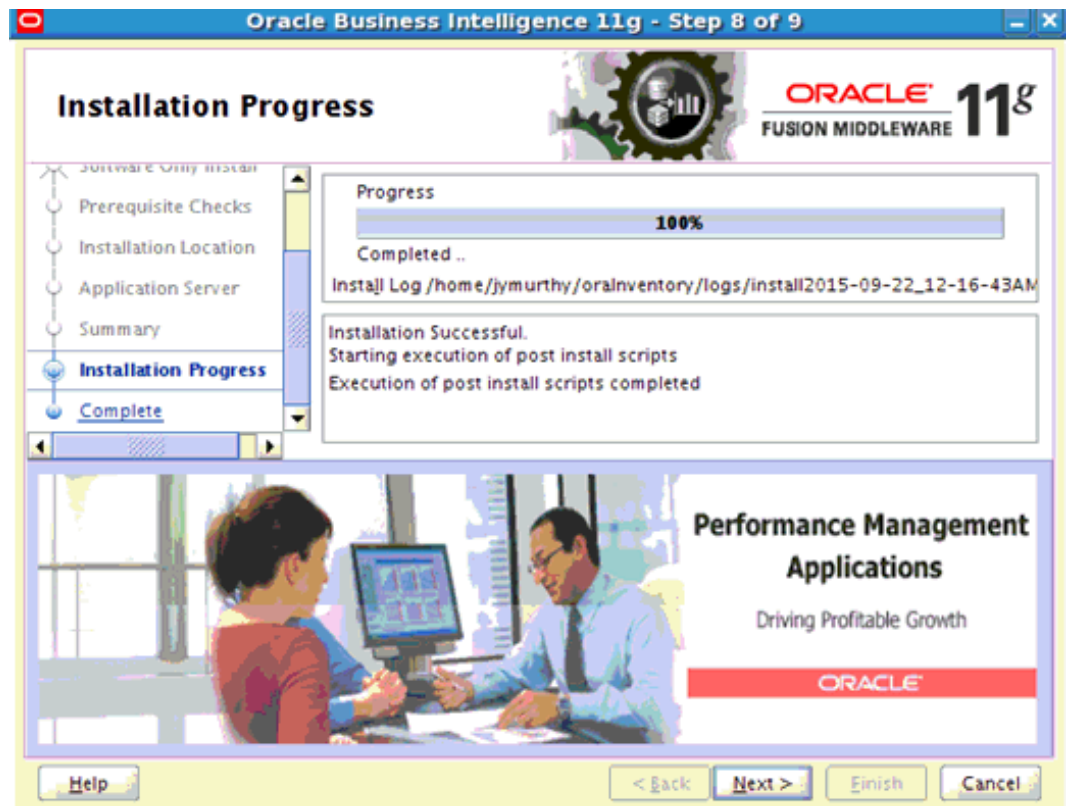 Oracle Business Intelligence 11g - Step 8 of 9
Installation Progress
ORACLE
FUSION MIDDLEWARE
11g
Software Only Install
Prerequisite Checks
Installation Location
Application Server
Summary
Installation Progress
Complete
Progress
100%
Completed ..
Install Log /home/jymurthy/oraInventory/logs/install2015-09-22_12-16-43AM
Installation Successful.
Starting execution of post install scripts
Execution of post install scripts completed
Performance Management
Applications
Driving Profitable Growth
ORACLE
Help
< Back
Next >
Finish
Cancel